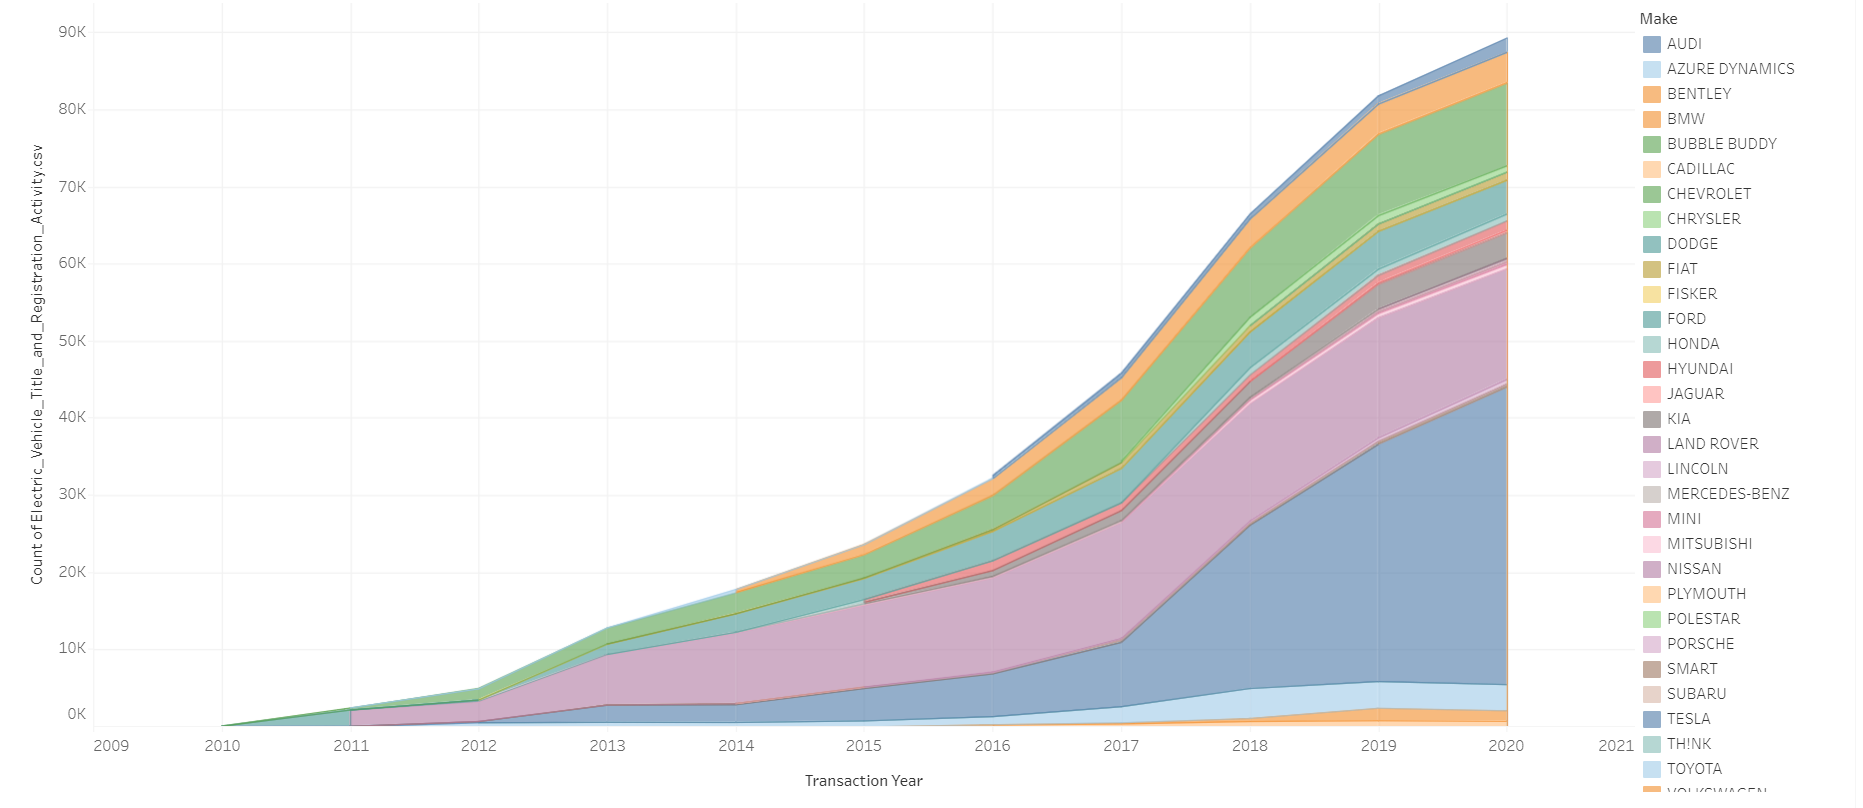 Count of Electric_Vehicle_Title_and_Registration_Activity.csv
90K
80K
70K
60K
50K
40K
30K
20K
10K
0K
2009 2010 2011 2012 2013 2014 2015 2016 2017 2018 2019 2020 2021
Transaction Year
Make
AUDI
AZURE DYNAMICS
BENTLEY
BMW
BUBBLE BUDDY
CADILLAC
CHEVROLET
CHRYSLER
DODGE
FIAT
FISKER
FORD
HONDA
HYUNDAI
JAGUAR
KIA
LAND ROVER
LINCOLN
MERCEDES-BENZ
MINI
MITSUBISHI
NISSAN
PLYMOUTH
POLESTAR
PORSCHE
SMART
SUBARU
TESLA
TH!NK
TOYOTA
VOLKSWAGEN